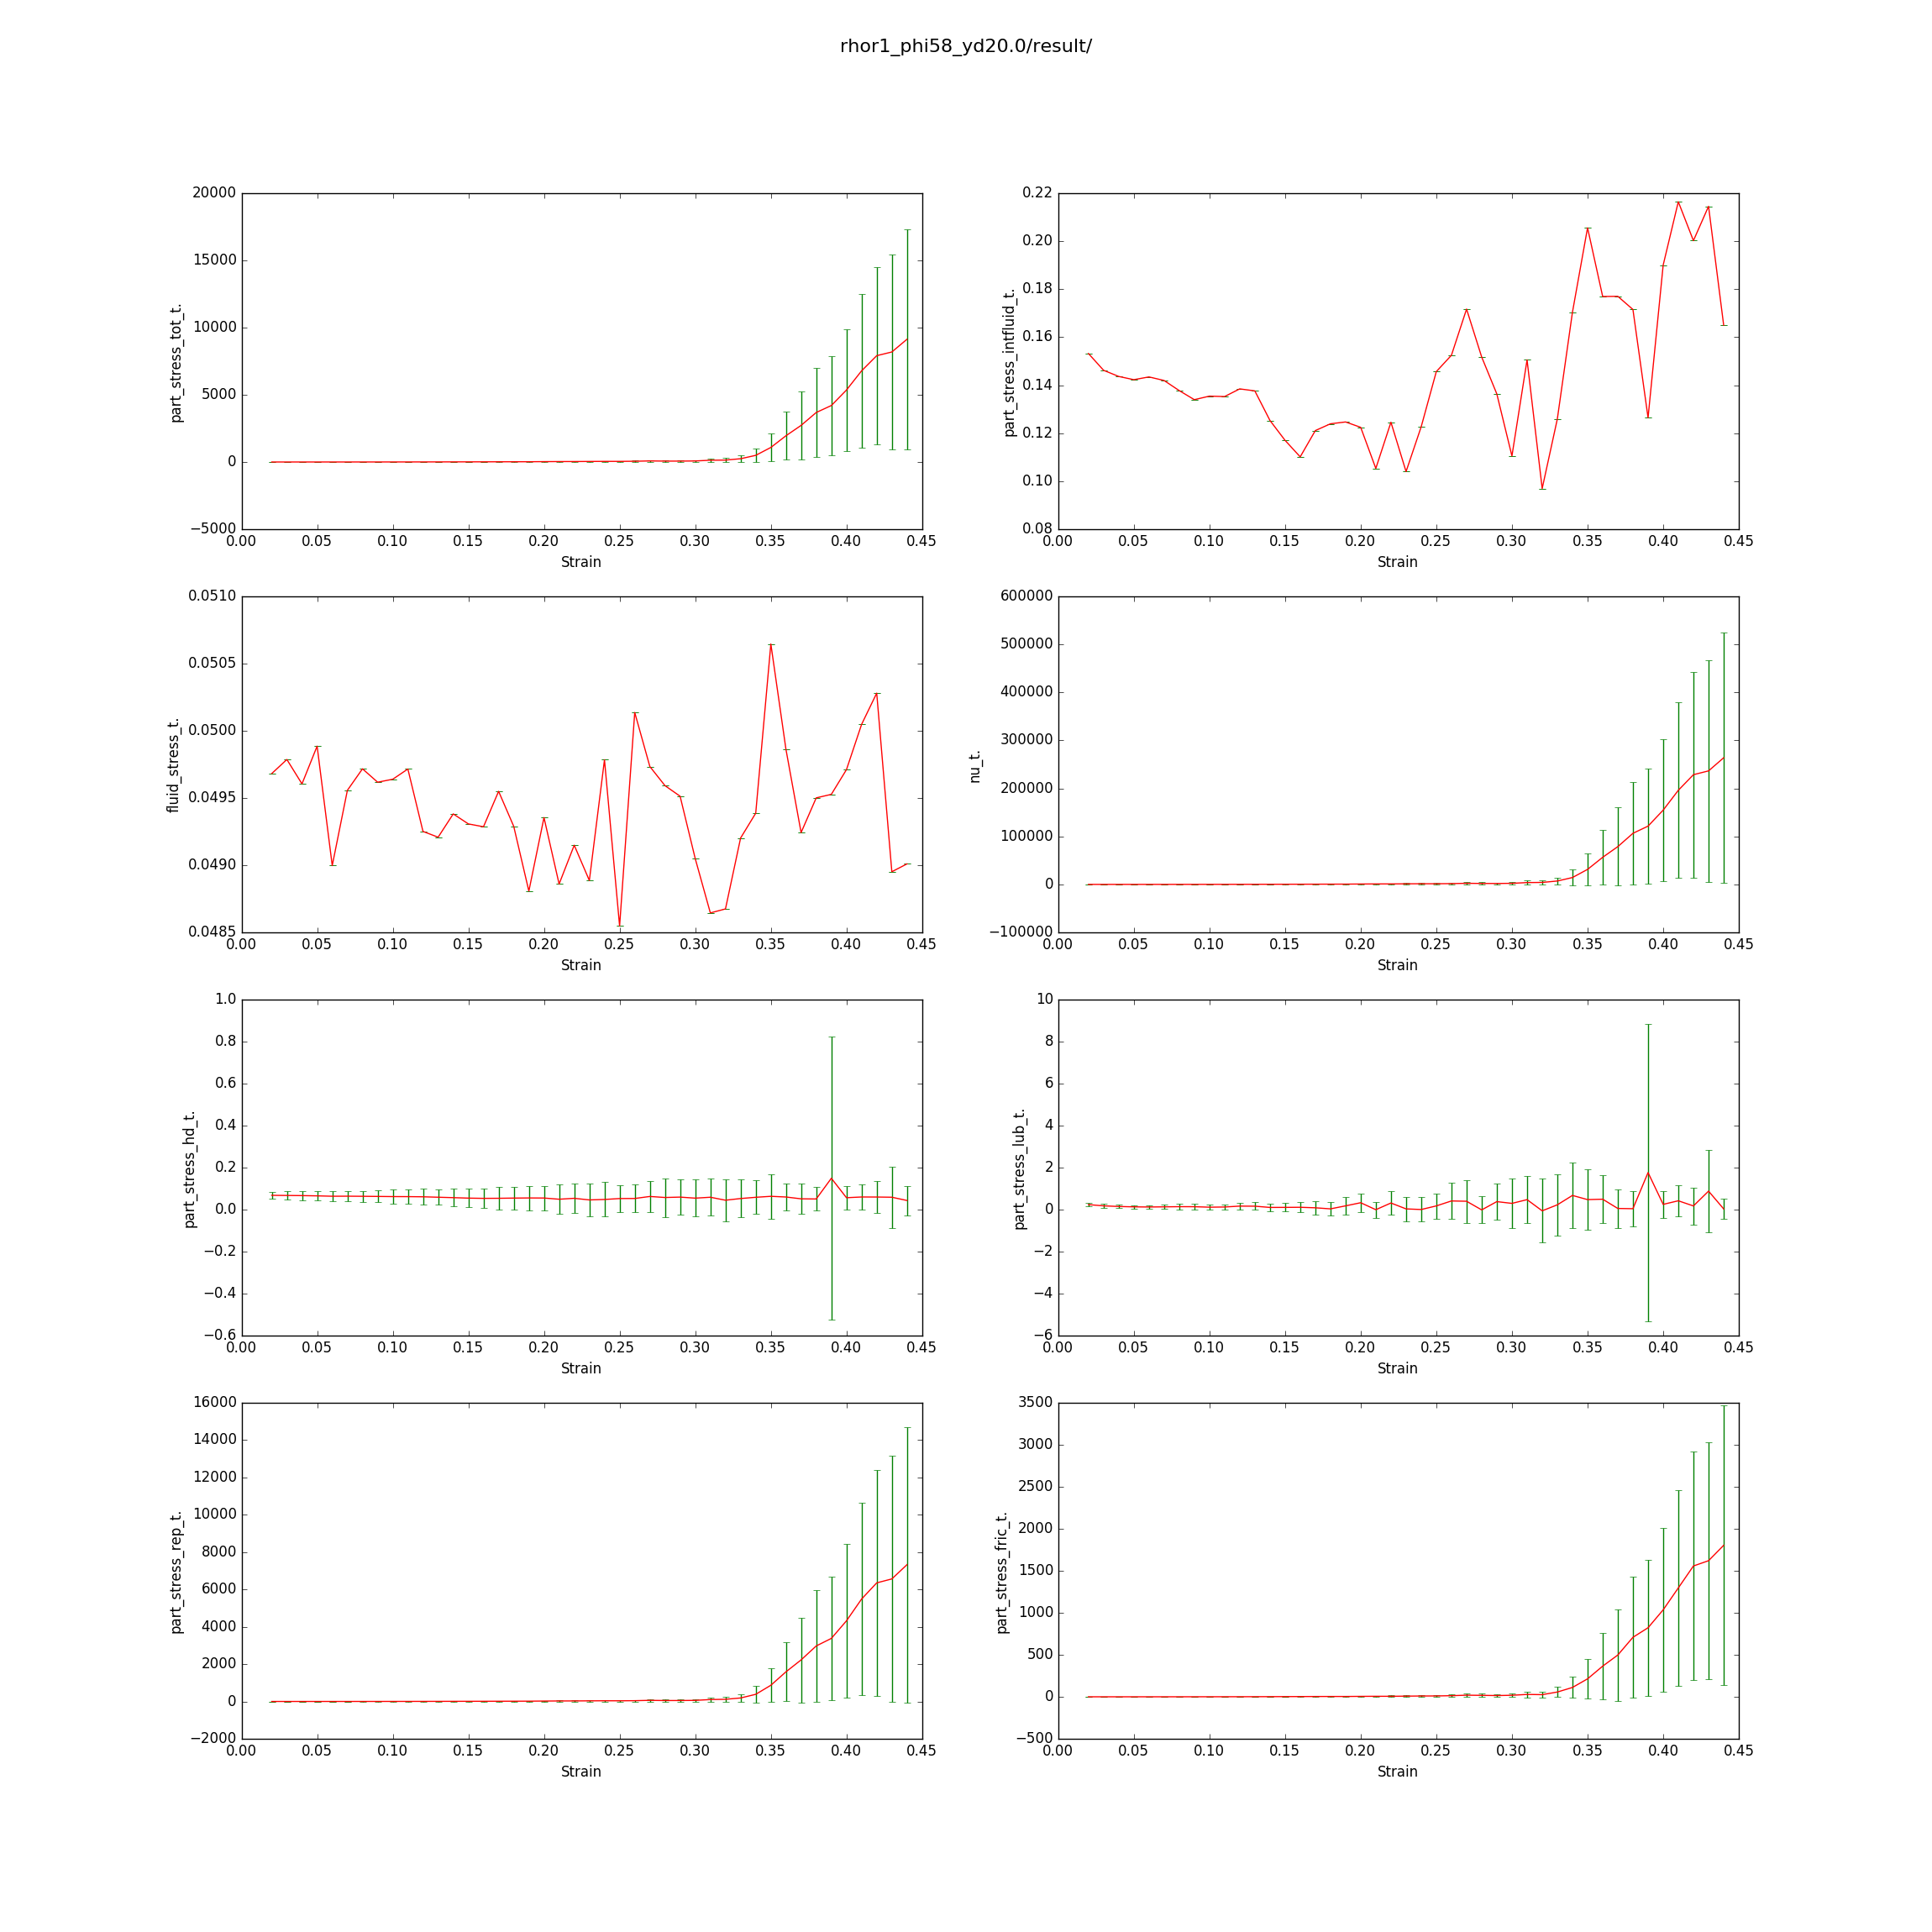 rhor1_phi58_yd20.0/result/
20000
15000
10000
5000
0
−5000
part_stress_tot_t.
0.00 0.05 0.10 0.15 0.20 0.25 0.30 0.35 0.40 0.45
Strain
0.22
0.20
0.18
0.16
0.14
0.12
0.10
0.08
part_stress_intfluid_t.
0.00 0.05 0.10 0.15 0.20 0.25 0.30 0.35 0.40 0.45
Strain
0.0510
0.0505
0.0500
0.0495
0.0490
0.0485
fluid_stress_t.
0.00 0.05 0.10 0.15 0.20 0.25 0.30 0.35 0.40 0.45
Strain
600000
500000
400000
300000
200000
100000
0
−100000
nu_t.
0.00 0.05 0.10 0.15 0.20 0.25 0.30 0.35 0.40 0.45
Strain
1.0
0.8
0.6
0.4
0.2
0.0
−0.2
−0.4
−0.6
part_stress_hd_t.
0.00 0.05 0.10 0.15 0.20 0.25 0.30 0.35 0.40 0.45
Strain
10
8
6
4
2
0
−2
−4
−6
part_stress_lub_t.
0.00 0.05 0.10 0.15 0.20 0.25 0.30 0.35 0.40 0.45
Strain
16000
14000
12000
10000
8000
6000
4000
2000
0
−2000
part_stress_rep_t.
0.00 0.05 0.10 0.15 0.20 0.25 0.30 0.35 0.40 0.45
Strain
3500
3000
2500
2000
1500
1000
500
0
−500
part_stress_fric_t.
0.00 0.05 0.10 0.15 0.20 0.25 0.30 0.35 0.40 0.45
Strain